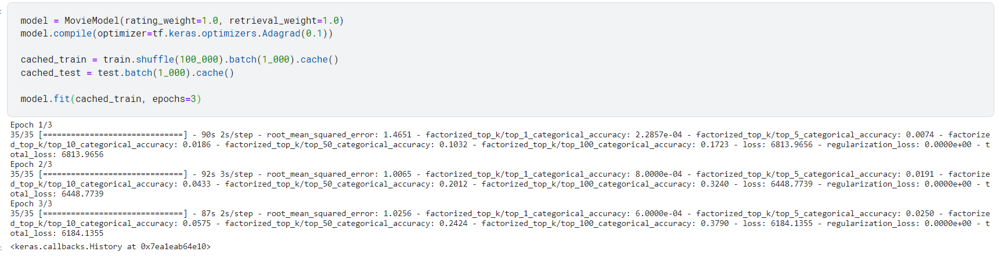 model = MovieModel(rating_weight=1.0, retrieval_weight=1.0)
model.compile(optimizer=tf.keras.optimizers.Adagrad(0.1))
cached_train = train.shuffle(100_000).batch(1_000).cache()
cached_test = test.batch(1_000).cache()
model.fit(cached_train, epochs=3)
Epoch 1/3
35/35 [==============================] - 90s 2s/step - root_mean_squared_error: 1.4651 - factorized_top_k/top_1_categorical_accuracy: 2.2857e-04 - factorized_top_k/top_5_categorical_accuracy: 0.0074 - factorize
d_top_k/top_10_categorical_accuracy: 0.0186 - factorized_top_k/top_50_categorical_accuracy: 0.1032 - factorized_top_k/top_100_categorical_accuracy: 0.1723 - loss: 6813.9656 - regularization_loss: 0.0000e+00 - t
otal_loss: 6813.9656
Epoch 2/3
35/35 [==============================] - 92s 3s/step - root_mean_squared_error: 1.0065 - factorized_top_k/top_1_categorical_accuracy: 8.0000e-04 - factorized_top_k/top_5_categorical_accuracy: 0.0191 - factorize
d_top_k/top_10_categorical_accuracy: 0.0433 - factorized_top_k/top_50_categorical_accuracy: 0.2012 - factorized_top_k/top_100_categorical_accuracy: 0.3240 - loss: 6448.7739 - regularization_loss: 0.0000e+00 - t
otal_loss: 6448.7739
Epoch 3/3
35/35 [==============================] - 87s 2s/step - root_mean_squared_error: 1.0256 - factorized_top_k/top_1_categorical_accuracy: 6.0000e-04 - factorized_top_k/top_5_categorical_accuracy: 0.0250 - factorize
d_top_k/top_10_categorical_accuracy: 0.0575 - factorized_top_k/top_50_categorical_accuracy: 0.2424 - factorized_top_k/top_100_categorical_accuracy: 0.3790 - loss: 6184.1355 - regularization_loss: 0.0000e+00 - t
otal_loss: 6184.1355
<keras.callbacks.History at 0x7ea1eab64e10>